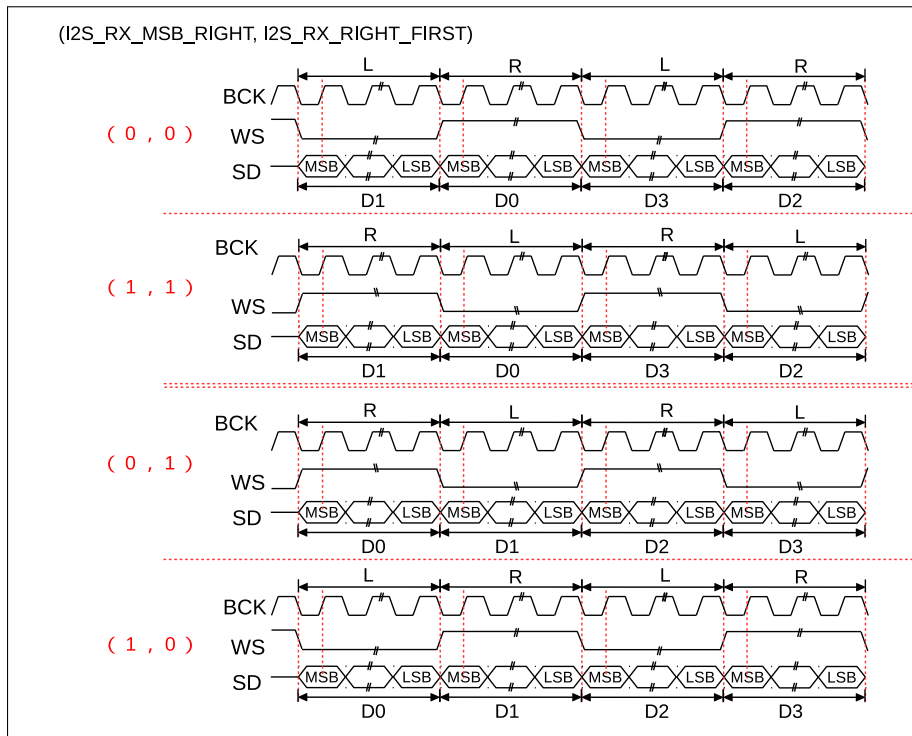 (I2S_RX_MSB_RIGHT, I2S_RX_RIGHT_FIRST)
L R L R
BCK
( 0 , 0 )
WS
SD MSB LSB MSB LSB MSB LSB MSB LSB
D1 D0 D3 D2
R L R L
BCK
( 1 , 1 )
WS
SD MSB LSB MSB LSB MSB LSB MSB LSB
D1 D0 D3 D2
R L R L
BCK
( 0 , 1 )
WS
SD MSB LSB MSB LSB MSB LSB MSB LSB
D0 D1 D2 D3
L R L R
BCK
( 1 , 0 )
WS
SD MSB LSB MSB LSB MSB LSB MSB LSB
D0 D1 D2 D3